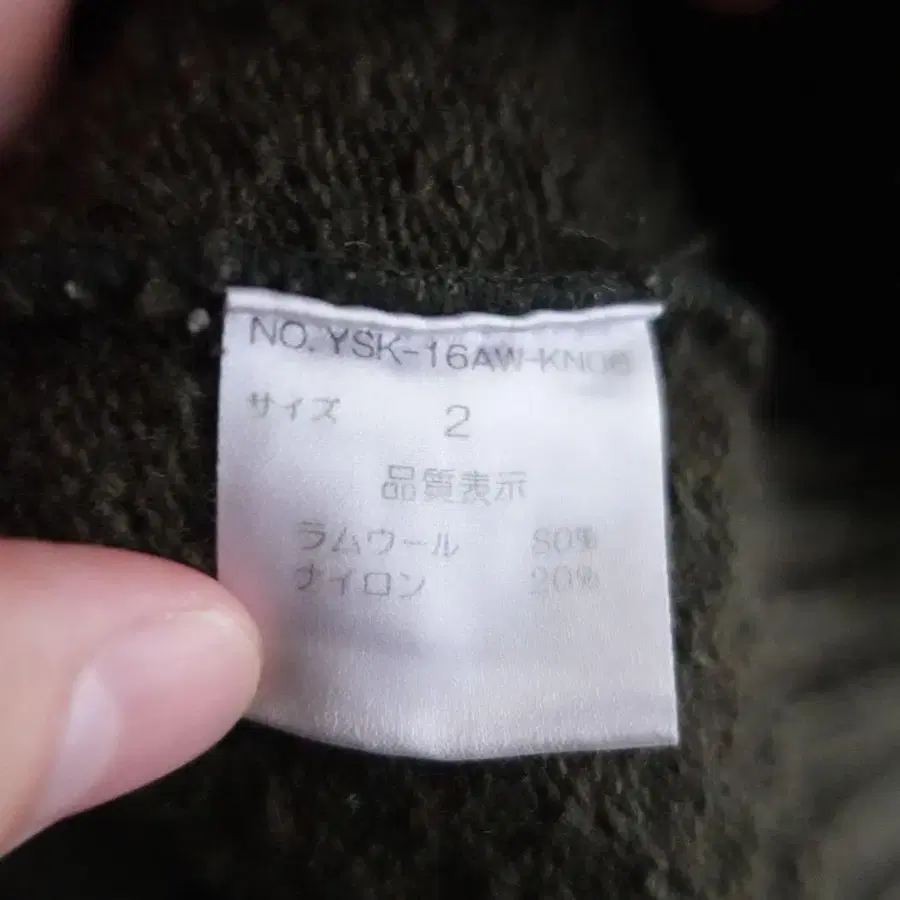 NO. YSK-16AW-KN06
サイズ 2
品質表示
ラムウール 80%
ナイロン 20%